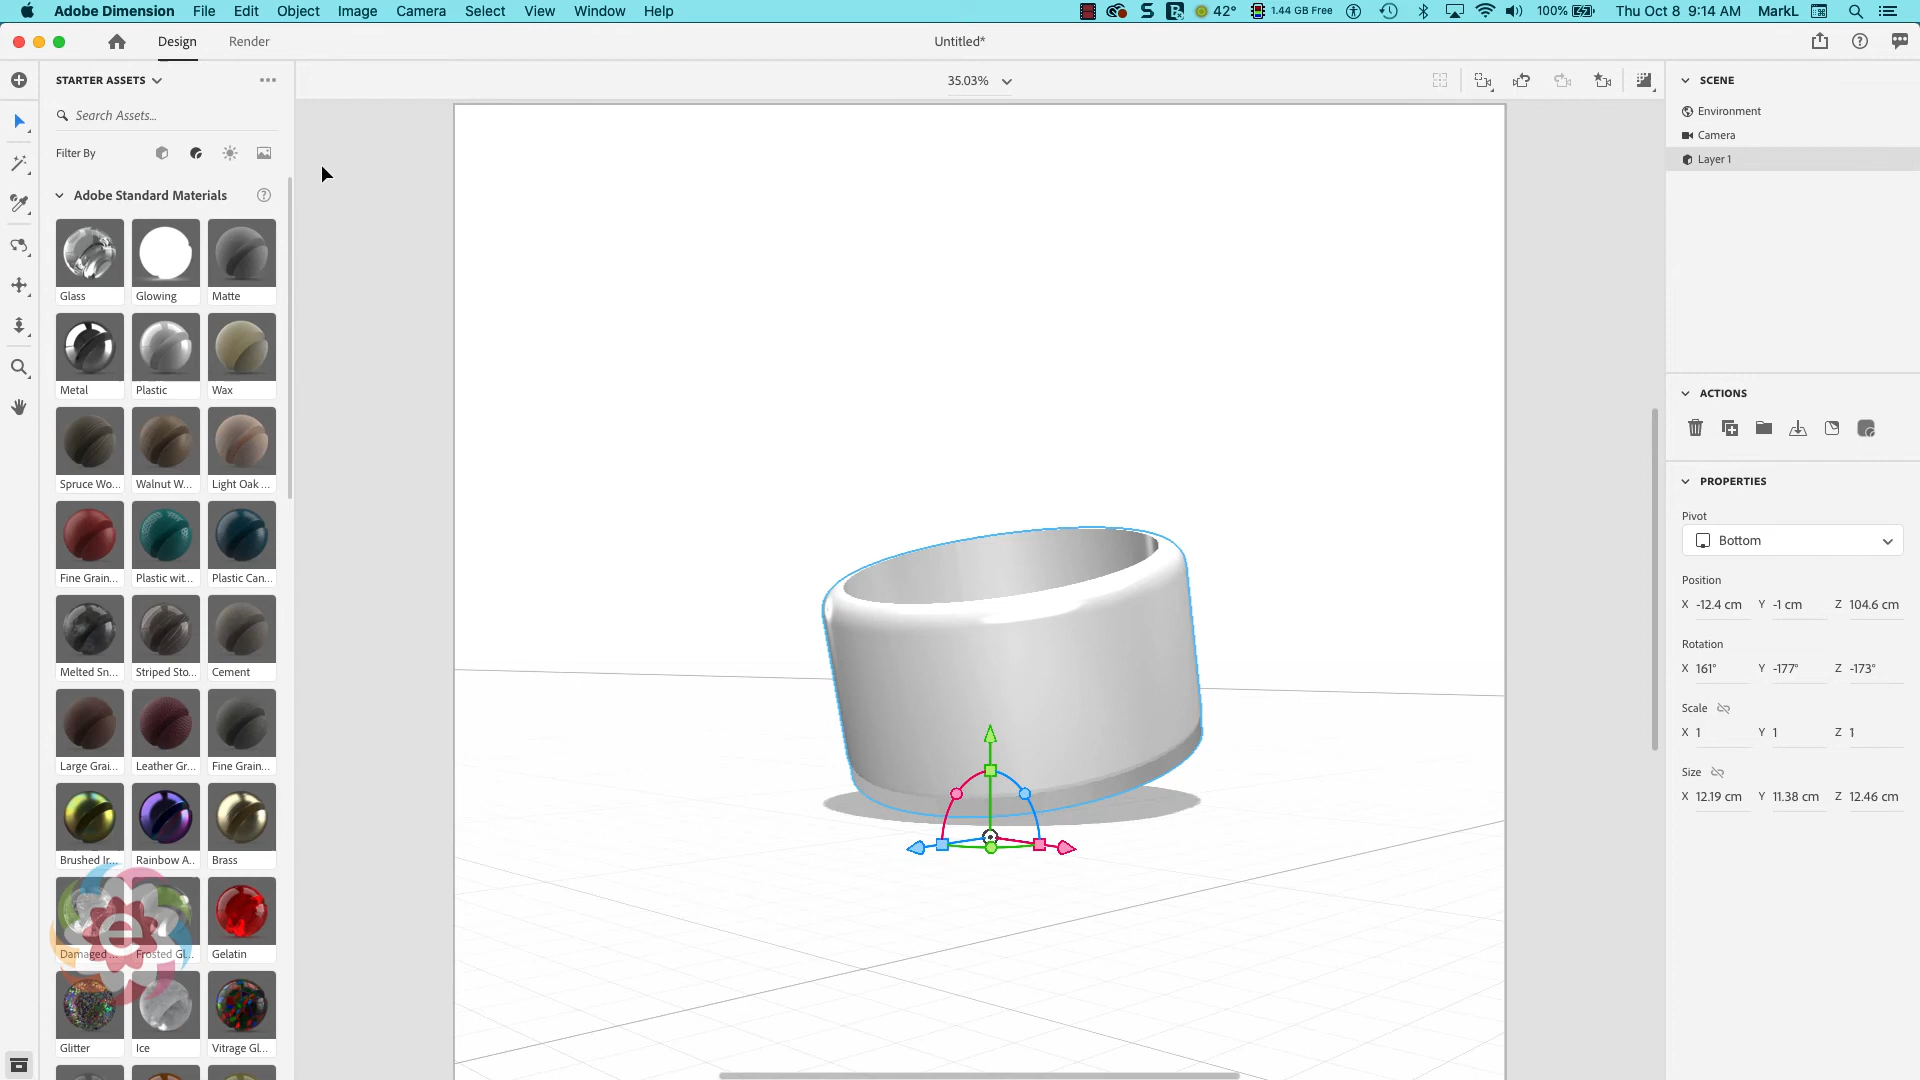 Adobe Dimension File Edit Object Image Camera Select View Window Help 42° 1.44 GB Free 100% Thu Oct 8 9:14 AM MarkL
Design Render Untitled*
STARTER ASSETS
35.03%
Search Assets...
Filter By
Adobe Standard Materials
Glass Glowing Matte
Metal Plastic Wax
Spruce Wo... Walnut W... Light Oak ...
Fine Grain... Plastic wit... Plastic Can...
Melted Sn... Striped Sto... Cement
Large Grai... Leather Gr... Fine Grain...
Brushed Ir... Rainbow A... Brass
Damaged ... Frosted Gl... Gelatin
Glitter Ice Vitrage Gl...
SCENE
Environment
Camera
Layer 1
ACTIONS
PROPERTIES
Pivot
Bottom
Position
X -12.4 cm Y -1 cm Z 104.6 cm
Rotation
X 161° Y -177° Z -173°
Scale
X 1 Y 1 Z 1
Size
X 12.19 cm Y 11.38 cm Z 12.46 cm